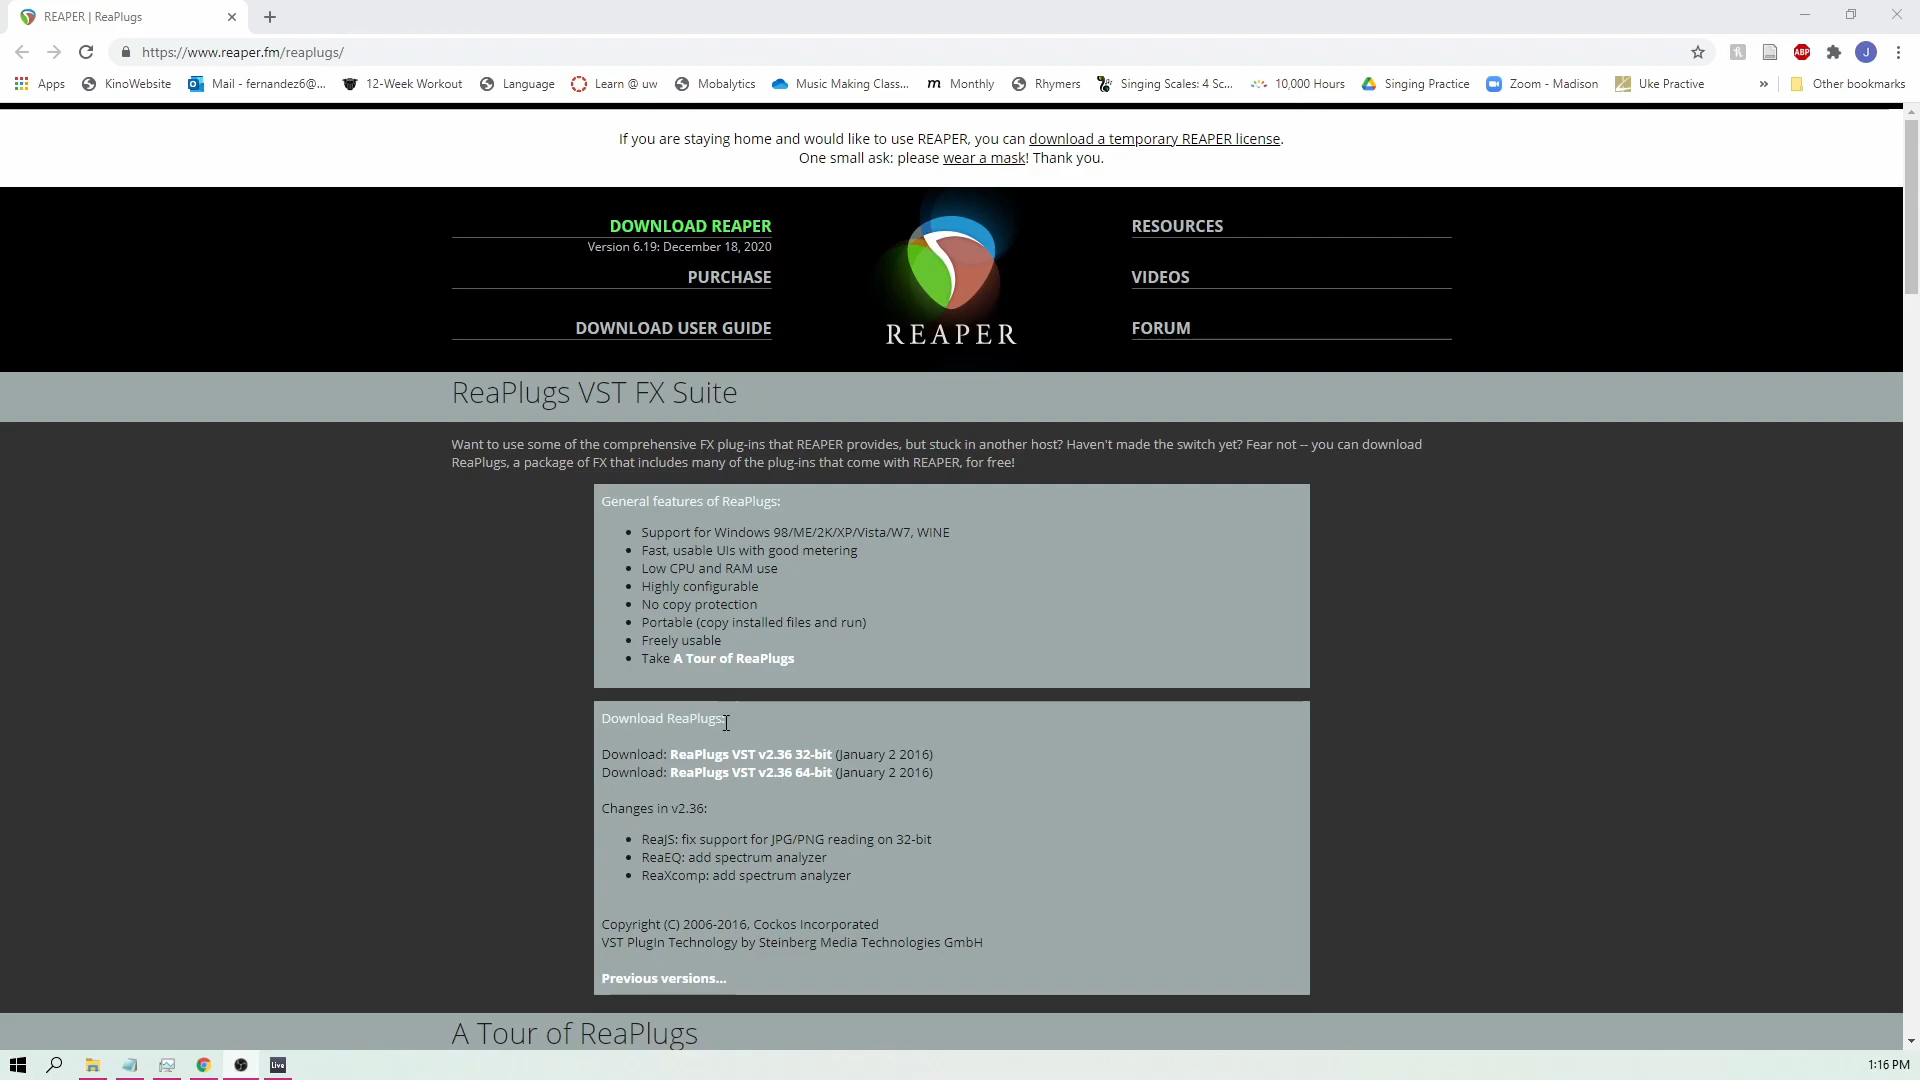 REAPER | ReaPlugs
https://www.reaper.fm/reaplugs/
ABP
J
Apps
KinoWebsite
Mail - fernandez6@...
12-Week Workout
Language
Learn @ uw
Mobalytics
Music Making Class...
m Monthly
Rhymers
Singing Scales: 4 Sc...
10,000 Hours
Singing Practice
Zoom - Madison
Uke Practive
»
Other bookmarks
If you are staying home and would like to use REAPER, you can download a temporary REAPER license.
One small ask: please wear a mask! Thank you.
DOWNLOAD REAPER
Version 6.19: December 18, 2020
PURCHASE
DOWNLOAD USER GUIDE
REAPER
RESOURCES
VIDEOS
FORUM
ReaPlugs VST FX Suite
Want to use some of the comprehensive FX plug-ins that REAPER provides, but stuck in another host? Haven't made the switch yet? Fear not -- you can download
ReaPlugs, a package of FX that includes many of the plug-ins that come with REAPER, for free!
General features of ReaPlugs:
• Support for Windows 98/ME/2K/XP/Vista/W7, WINE
• Fast, usable UIs with good metering
• Low CPU and RAM use
• Highly configurable
• No copy protection
• Portable (copy installed files and run)
• Freely usable
• Take A Tour of ReaPlugs
Download ReaPlugs:
Download: ReaPlugs VST v2.36 32-bit (January 2 2016)
Download: ReaPlugs VST v2.36 64-bit (January 2 2016)
Changes in v2.36:
• ReaJS: fix support for JPG/PNG reading on 32-bit
• ReaEQ: add spectrum analyzer
• ReaXcomp: add spectrum analyzer
Copyright (C) 2006-2016, Cockos Incorporated
VST PlugIn Technology by Steinberg Media Technologies GmbH
Previous versions...
A Tour of ReaPlugs
Live
1:16 PM